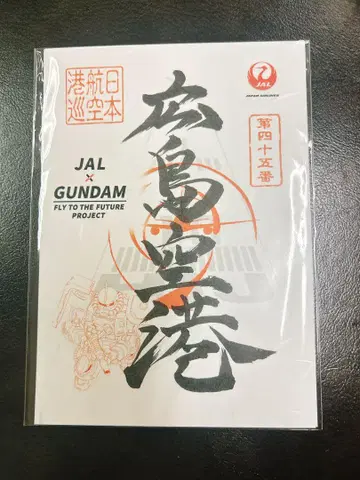 日本
航空
港巡
JAL
JAPAN AIRLINES
第四十五番
広島空港
JAL
×
GUNDAM
FLY TO THE FUTURE
PROJECT